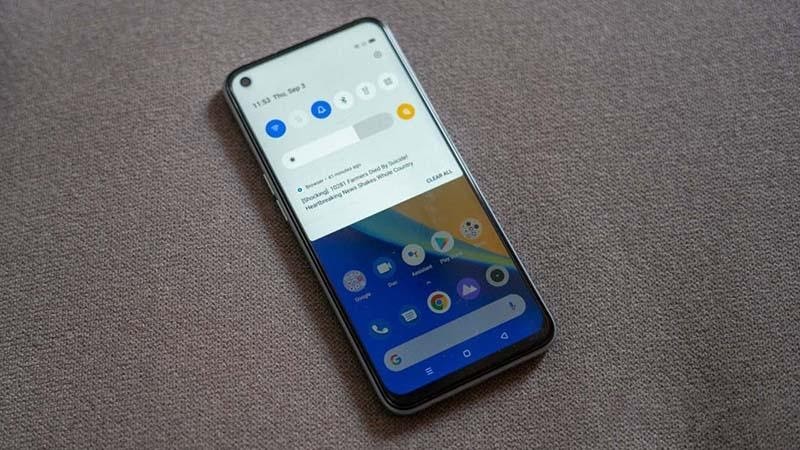 11:53 Thu, Sep 3
Browser • 41 minutes ago
[Shocking] 10281 Farmers Died By Suicide!
Heartbreaking News Shakes Whole Country
CLEAR ALL
Google
Duo
Assistant
Play Store
G